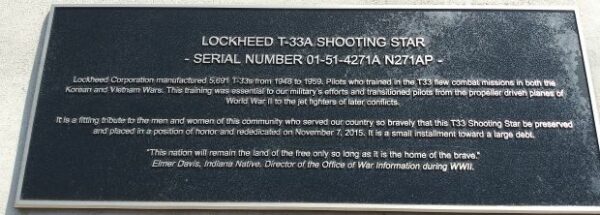 LOCKHEED T-33A SHOOTING STAR
- SERIAL NUMBER 01-51-4271A N271AP -
Lockheed Corporation manufactured 5,691 T-33s from 1948 to 1959. Pilots who trained in the T33 flew combat missions in both the
Korean and Vietnam Wars. This training was essential to our military's efforts and transitioned pilots from the propeller driven planes of
World War II to the jet fighters of later conflicts.
It is a fitting tribute to the men and women of this community who served our country so bravely that this T33 Shooting Star be preserved
and placed in a position of honor and rededicated on November 7, 2015. It is a small installment toward a large debt.
"This nation will remain the land of the free only so long as it is the home of the brave."
Elmer Davis, Indiana Native, Director of the Office of War Information during WWII.